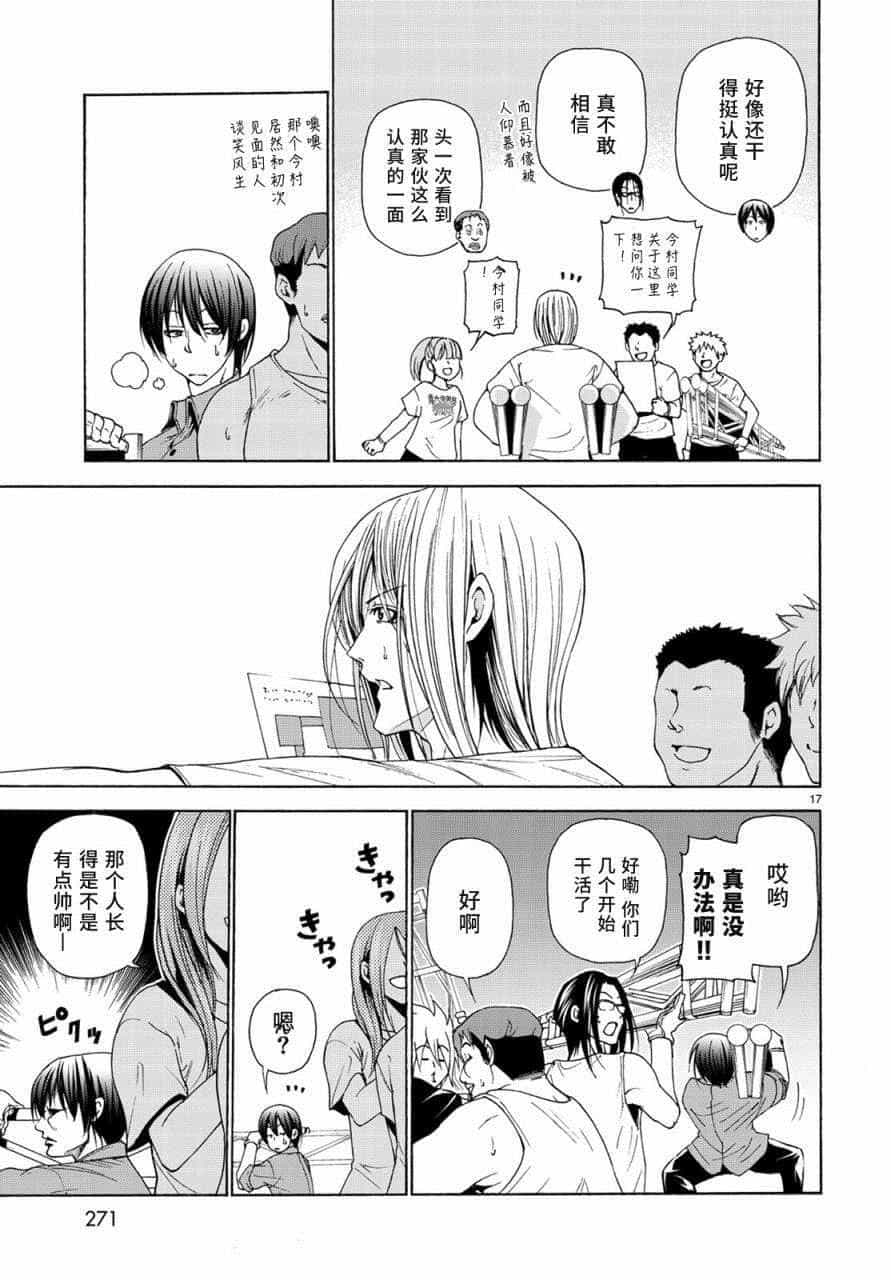 好像还干
得挺认真呢
真不敢
相信
而且好像被
人仰慕着
头一次看到
那家伙这么
认真的一面
今村同学
关于这里
想问你一
下！
今村同学
！
噢噢
那个今村
居然和初次
见面的人
谈笑风生
17
哎哟
真是没
办法啊!!
好嘞 你们
几个开始
干活了
好啊
きゃっ
きゃっ
嗯？
那个人长
得是不是
有点帅啊—
ピクッ
271